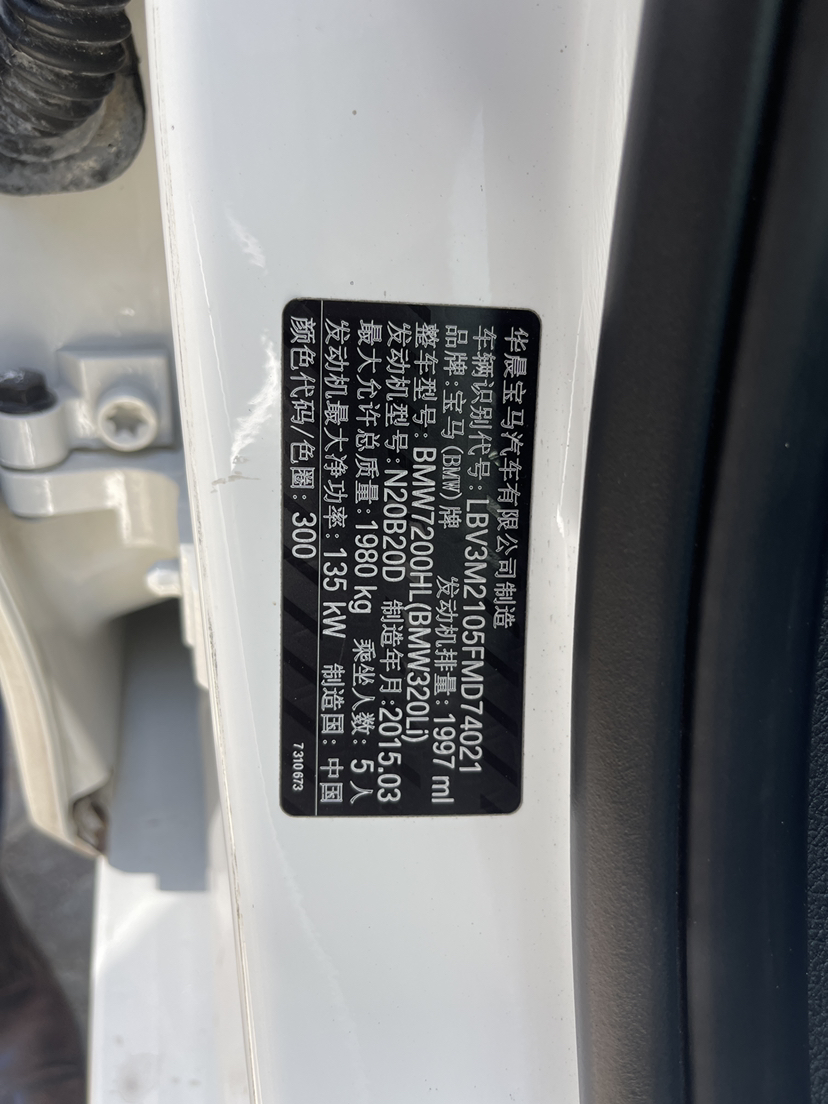 华晨宝马汽车有限公司制造
车辆识别代号: LBV3M2105FMD74021
品牌:宝马(BMW)牌 发动机排量: 1997 ml
整车型号: BMW7200HL(BMW320Li)
发动机型号: N20B20D 制造年月:2015.03
最大允许总质量: 1980 kg 乘坐人数: 5 人
发动机最大净功率: 135 kW 制造国: 中国
颜色代码/色圈: 300
7 310 673